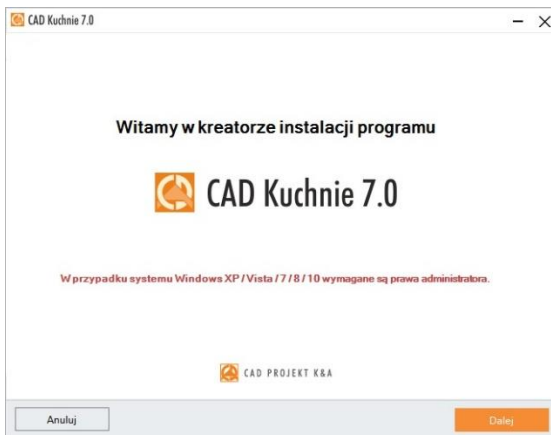 CAD Kuchnie 7.0
Witamy w kreatorze instalacji programu
CAD Kuchnie 7.0
W przypadku systemu Windows XP / Vista / 7 / 8 / 10 wymagane są prawa administratora.
CAD PROJEKT K&A
Anuluj
Dalej